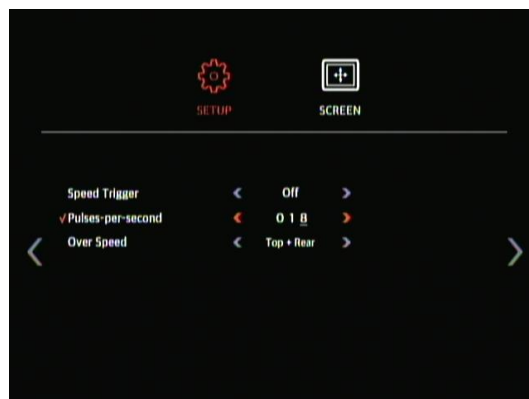 SETUP SCREEN
Speed Trigger Off
Pulses-per-second 0 1 8
Over Speed Top + Rear